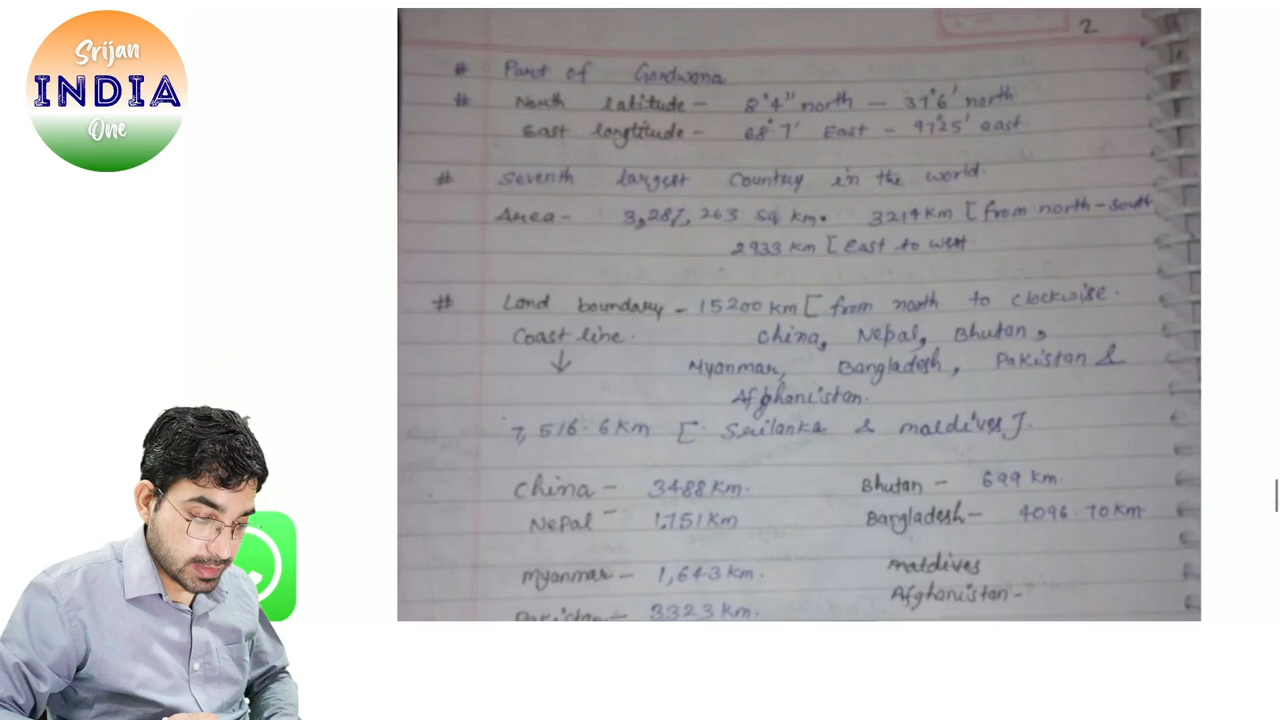 Srijan
INDIA
One
2
# Part of Gondwana
# North latitude - 8°4'' north - 37°6' north.
East longtitude - 68°7' East - 97°25' east.
# Seventh largest Country in the world.
Area - 3,287,263 sq km. 3214 km [from north-south
2933 km [east to west.
# Land boundary - 15200 km [from north to clockwise.
Coast line. China, Nepal, Bhutan,
↓ Myanmar, Bangladesh, Pakistan &
Afghanistan.
7,516.6 km [Srilanka & maldives].
China - 3488 km. Bhutan - 699 km.
Nepal - 1,751 km Bangladesh - 4096.70 km
Myanmar - 1,643 km. Maldives
Afghanistan -
Pakistan - 3323 km.